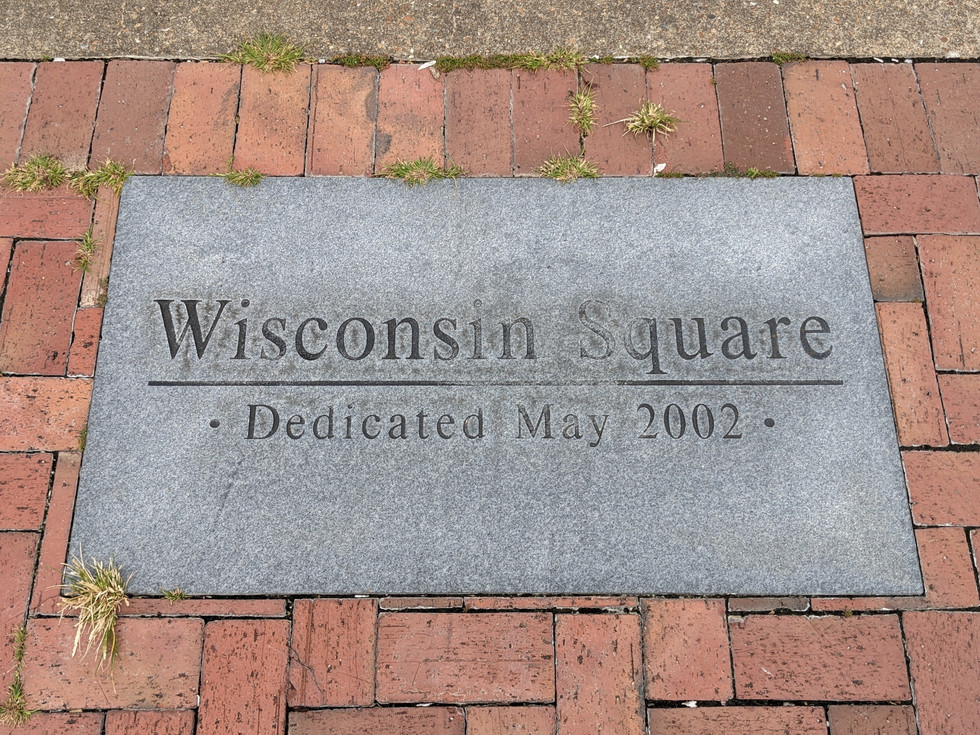 Wisconsin Square
· Dedicated May 2002 ·